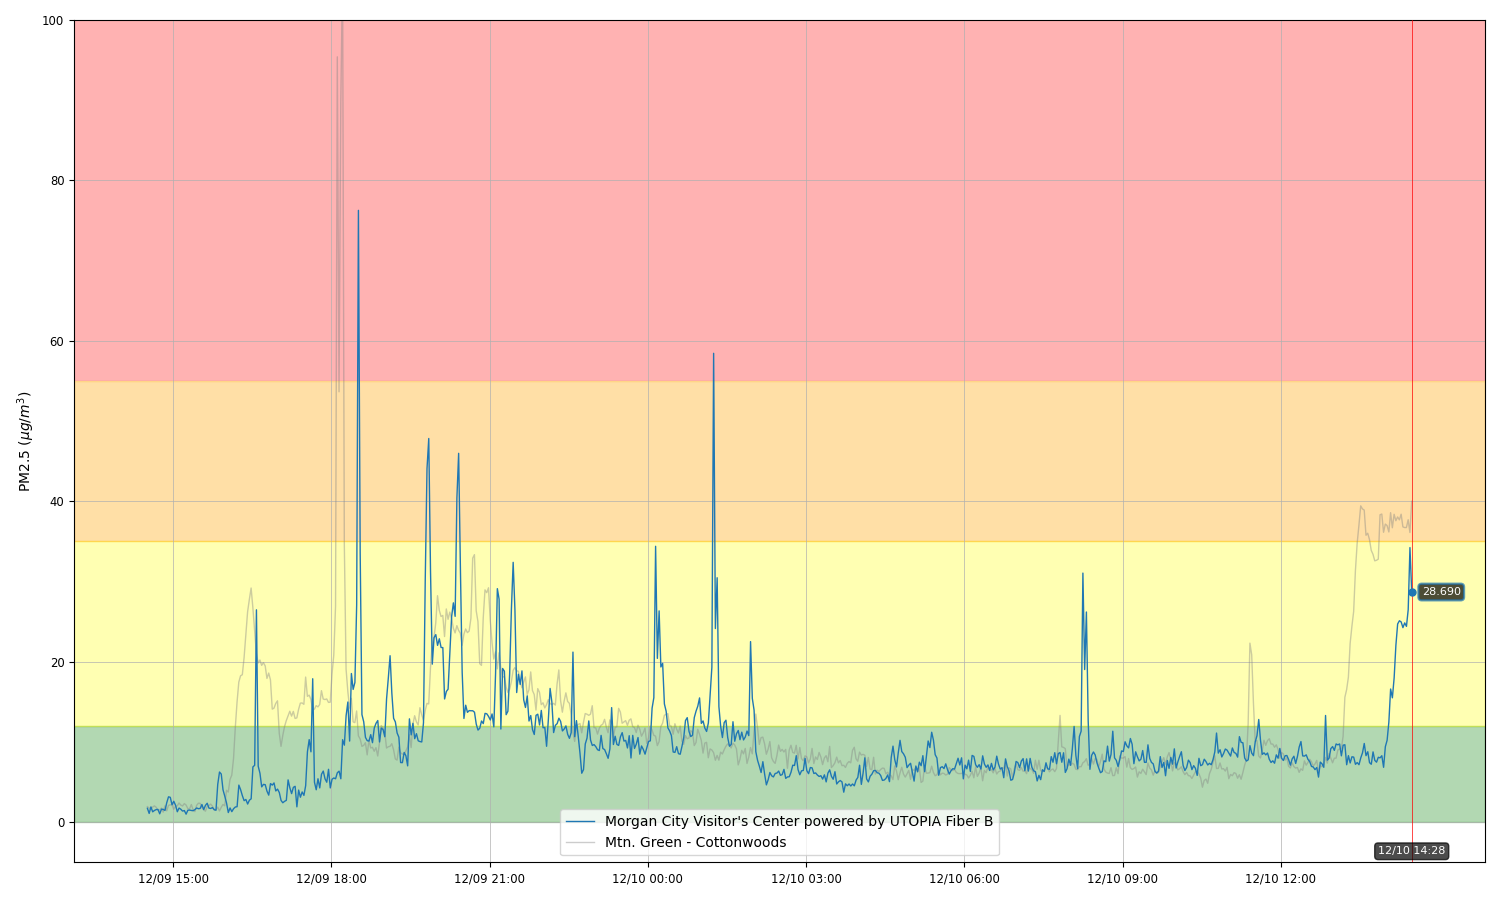 100
80
60
40
20
0
PM2.5 (μg/m³)
28.690
Morgan City Visitor's Center powered by UTOPIA Fiber B
Mtn. Green - Cottonwoods
12/10 14:28
12/09 15:00 12/09 18:00 12/09 21:00 12/10 00:00 12/10 03:00 12/10 06:00 12/10 09:00 12/10 12:00